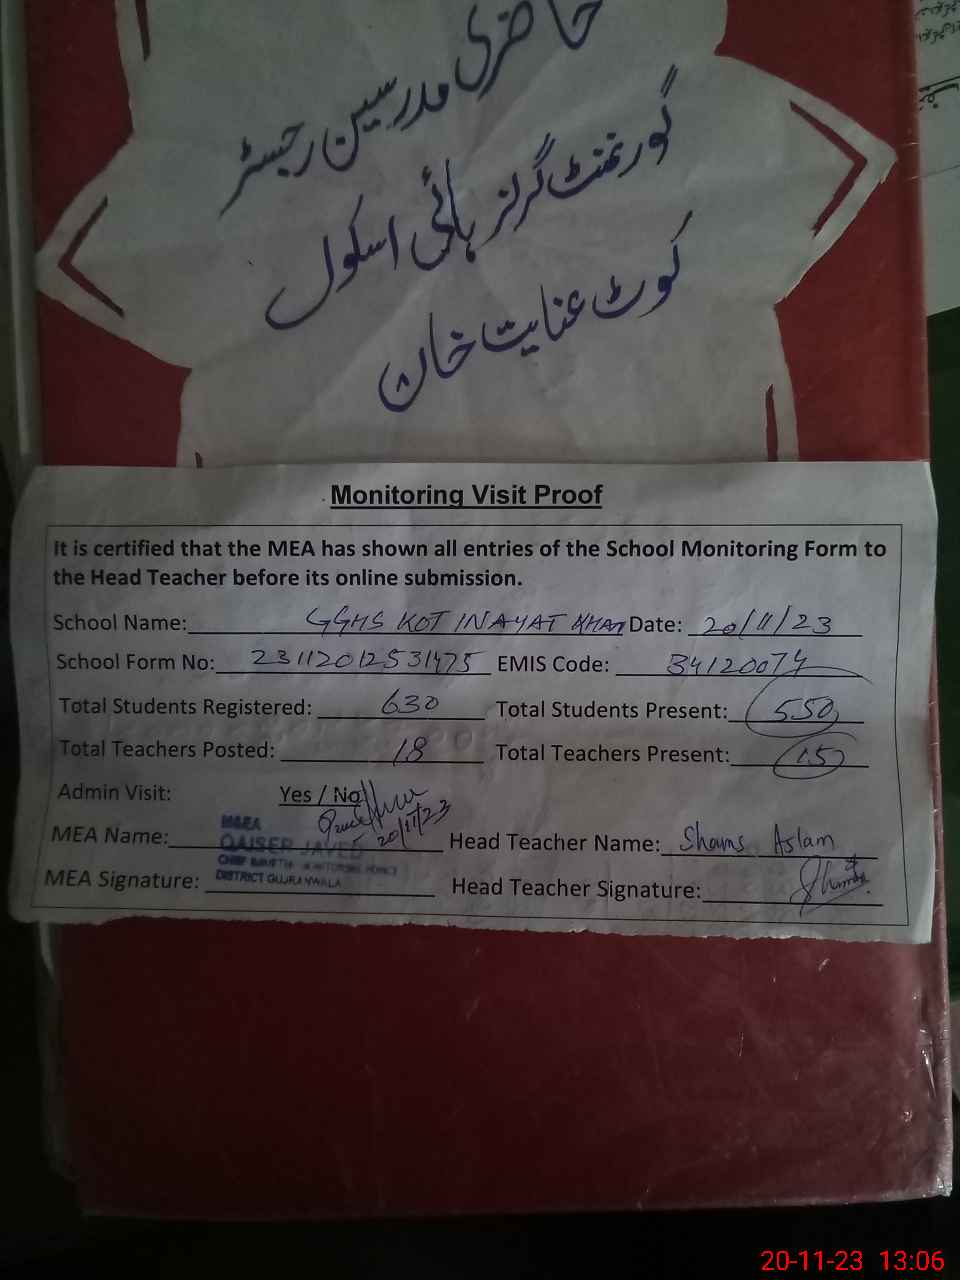 حاضری مدرسین رجسٹر
گورنمنٹ گرلز ہائی اسکول
کوٹ عنایت خان
Monitoring Visit Proof
It is certified that the MEA has shown all entries of the School Monitoring Form to
the Head Teacher before its online submission.
School Name: GGHS KOT INAYAT KHAN Date: 20/11/23
School Form No: 23112012531475 EMIS Code: 34120074
Total Students Registered: 630 Total Students Present: 550
Total Teachers Posted: 18 Total Teachers Present: 15
Admin Visit: Yes / No
20/11/23
MEA Name: M&EA QAISER JAVED Head Teacher Name: Shams Aslam
DISTRICT GUJRANWALA
MEA Signature: Head Teacher Signature:
20-11-23 13:06